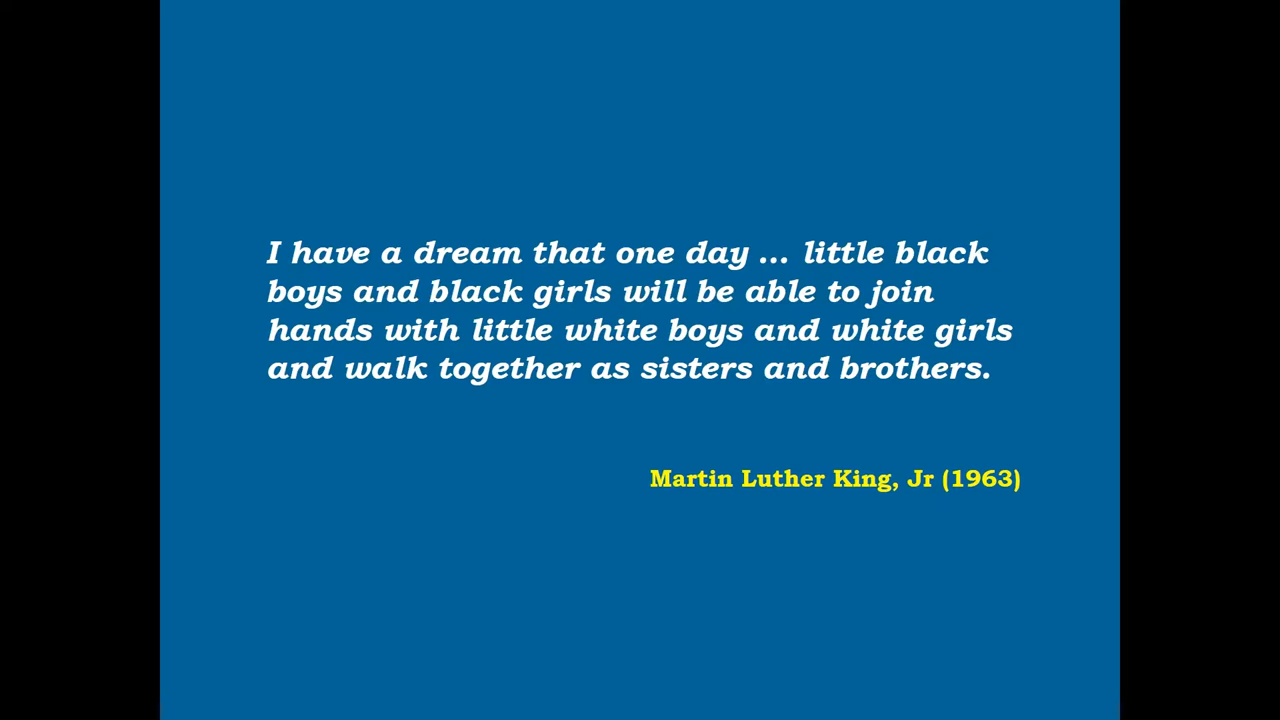 I have a dream that one day ... little black
boys and black girls will be able to join
hands with little white boys and white girls
and walk together as sisters and brothers.
Martin Luther King, Jr (1963)